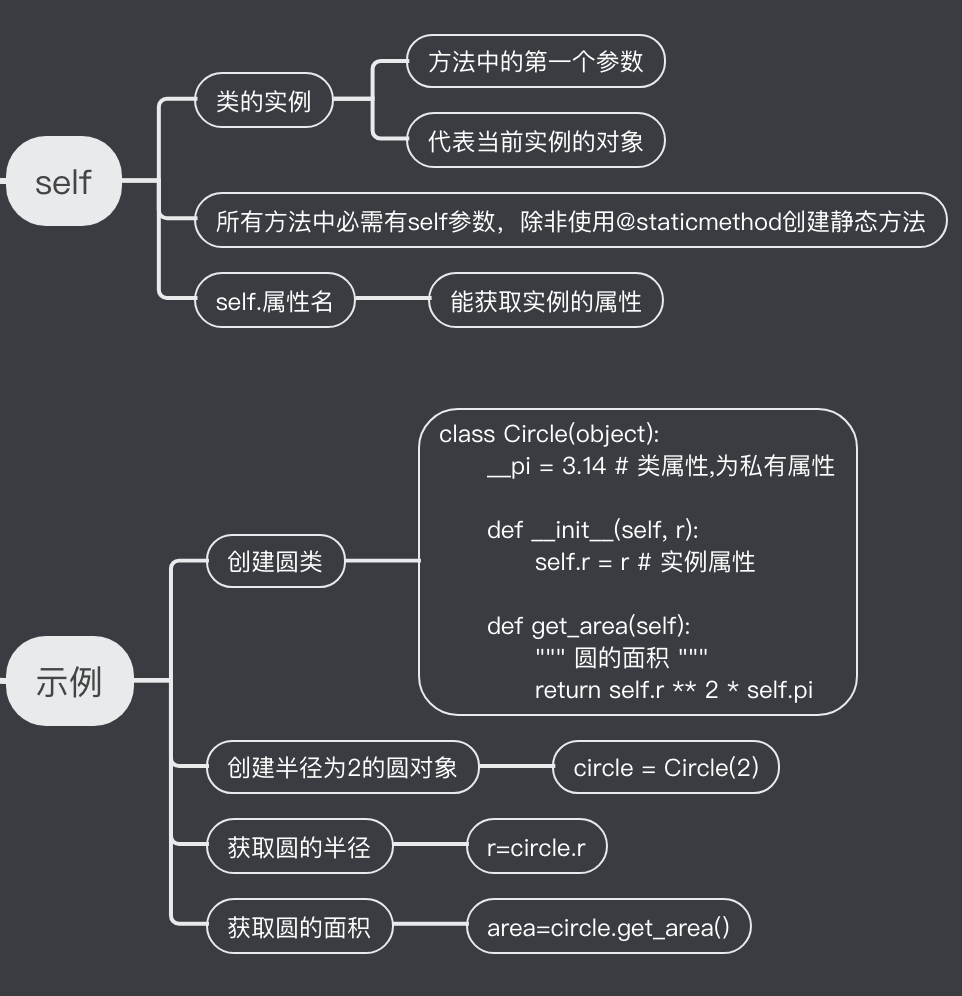 self
类的实例
方法中的第一个参数
代表当前实例的对象
所有方法中必需有self参数，除非使用@staticmethod创建静态方法
self.属性名
能获取实例的属性
示例
创建圆类
class Circle(object):
__pi = 3.14 # 类属性,为私有属性
def __init__(self, r):
self.r = r # 实例属性
def get_area(self):
""" 圆的面积 """
return self.r ** 2 * self.pi
创建半径为2的圆对象
circle = Circle(2)
获取圆的半径
r=circle.r
获取圆的面积
area=circle.get_area()